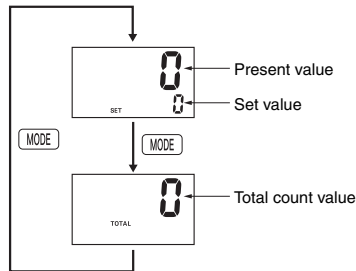 0
Present value
0
Set value
SET
MODE
MODE
0
Total count value
TOTAL